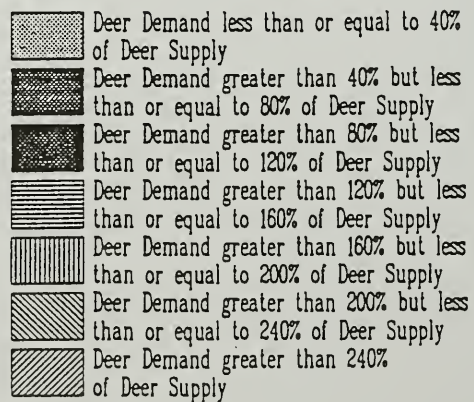 Deer Demand less than or equal to 40%
of Deer Supply
Deer Demand greater than 40% but less
than or equal to 80% of Deer Supply
Deer Demand greater than 80% but less
than or equal to 120% of Deer Supply
Deer Demand greater than 120% but less
than or equal to 160% of Deer Supply
Deer Demand greater than 160% but less
than or equal to 200% of Deer Supply
Deer Demand greater than 200% but less
than or equal to 240% of Deer Supply
Deer Demand greater than 240%
of Deer Supply